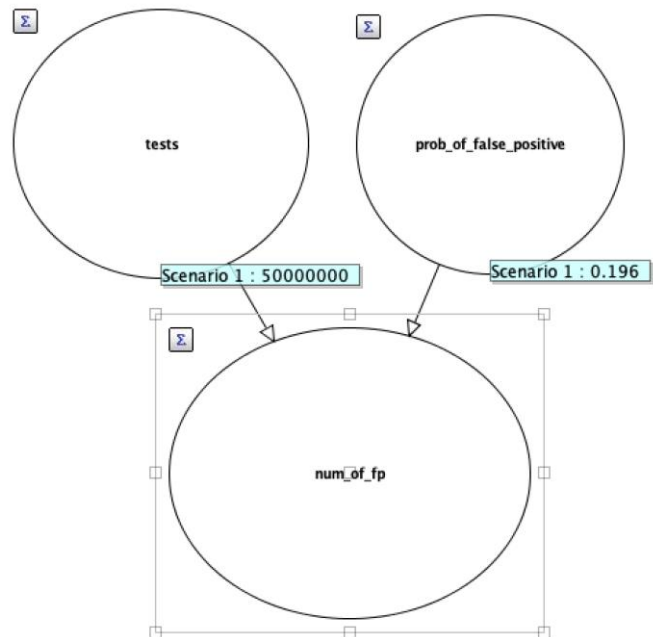 Σ
Σ
tests
prob_of_false_positive
Scenario 1 : 50000000
Scenario 1 : 0.196
Σ
num_of_fp